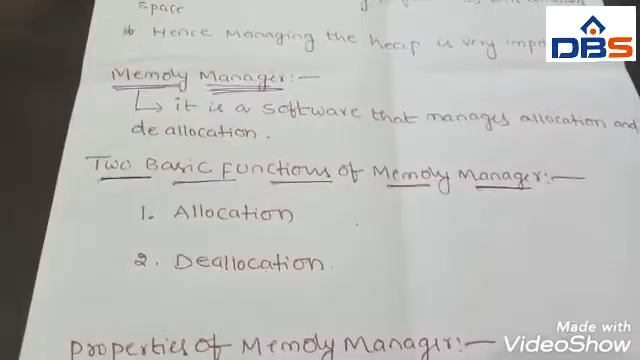 space
DBS
Hence managing the heap is very impo
Memory Manager:—
it is a software that manages allocation and
deallocation.
Two Basic Functions of Memory Manager:—
1. Allocation
2. Deallocation
properties of Memory Manager:—
Made with
VideoShow